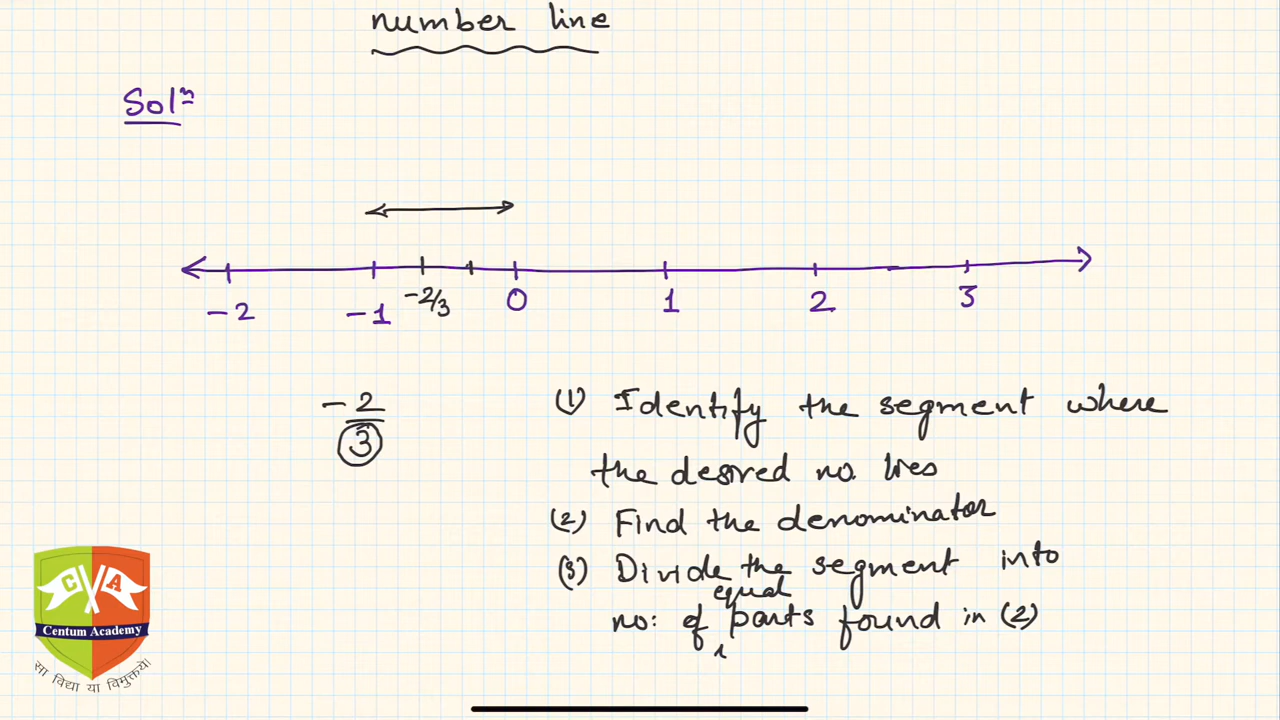 number line
Solⁿ
-2 -1 -2/3 0 1 2 3
-2
3
(1) Identify the segment where
the desired no. lies
(2) Find the denominator
(3) Divide the segment into
equal
no: of parts found in (2)
C A
Centum Academy
सा विद्या या विमुक्तये।